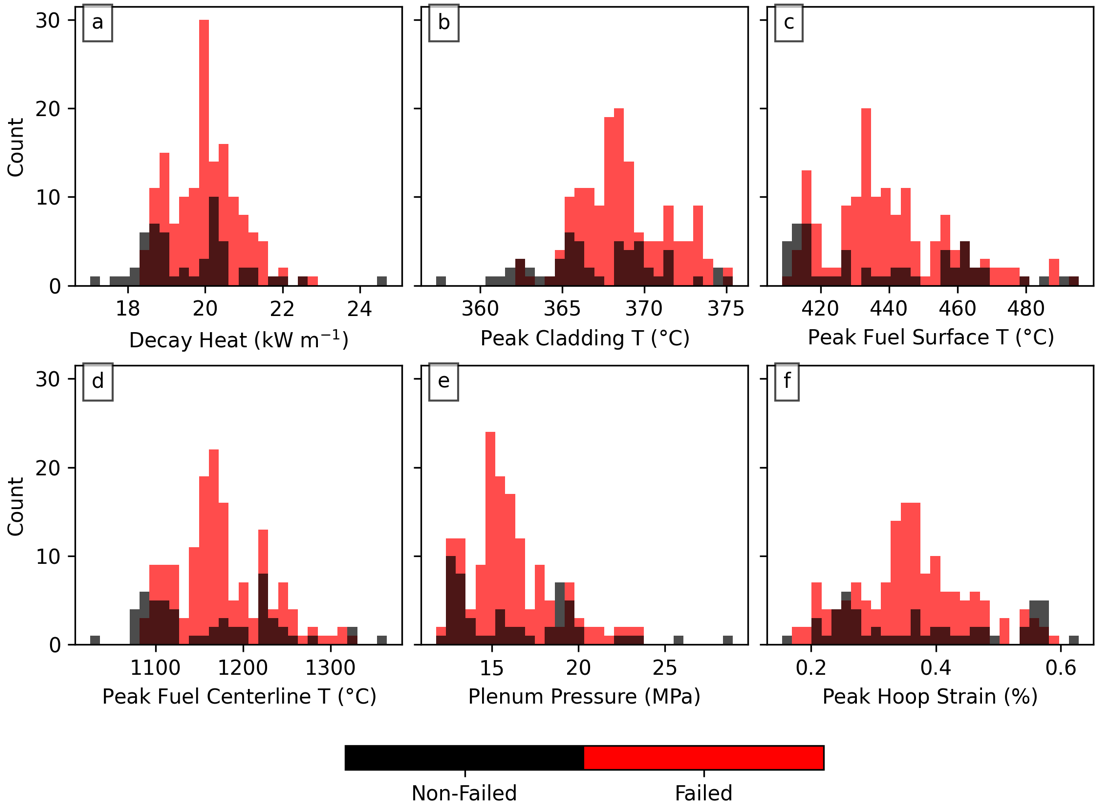 a
b
c
30
20
10
0
Count
18
20
22
24
360
365
370
375
420
440
460
480
Decay Heat (kW m⁻¹)
Peak Cladding T (°C)
Peak Fuel Surface T (°C)
d
e
f
30
20
10
0
Count
1100
1200
1300
15
20
25
0.2
0.4
0.6
Peak Fuel Centerline T (°C)
Plenum Pressure (MPa)
Peak Hoop Strain (%)
Non-Failed
Failed